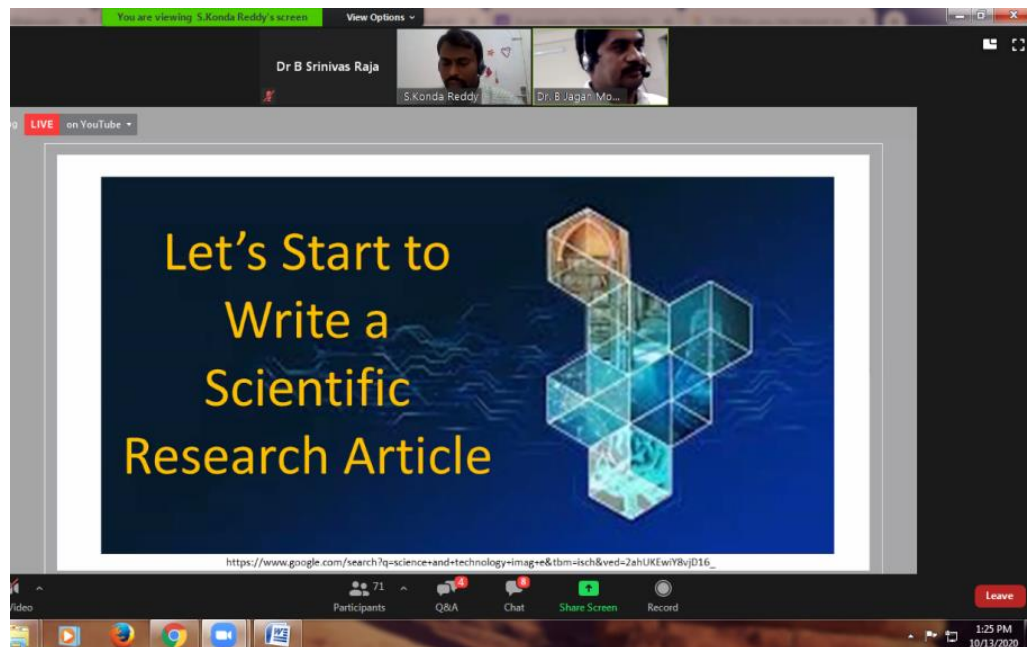 You are viewing S.Konda Reddy's screen View Options
Dr B Srinivas Raja
S.Konda Reddy
Dr. B Jagan Mo...
LIVE on YouTube
Let's Start to
Write a
Scientific
Research Article
https://www.google.com/search?q=science+and+technology+imag+e&tbm=isch&ved=2ahUKEwiY8vjD16_
71
4
8
Video Participants Q&A Chat Share Screen Record
Leave
1:25 PM
10/13/2020